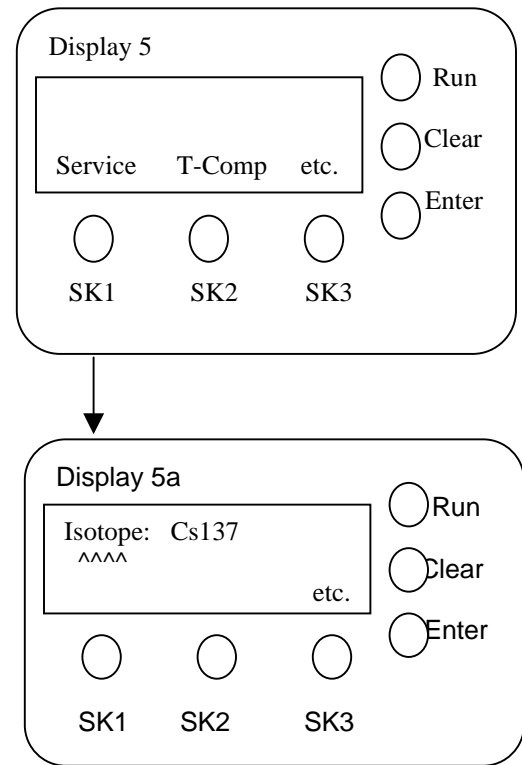 Display 5
Run
Clear
Service T-Comp etc.
Enter
SK1 SK2 SK3
Display 5a
Run
Isotope: Cs137
^^^^
Clear
etc.
Enter
SK1 SK2 SK3